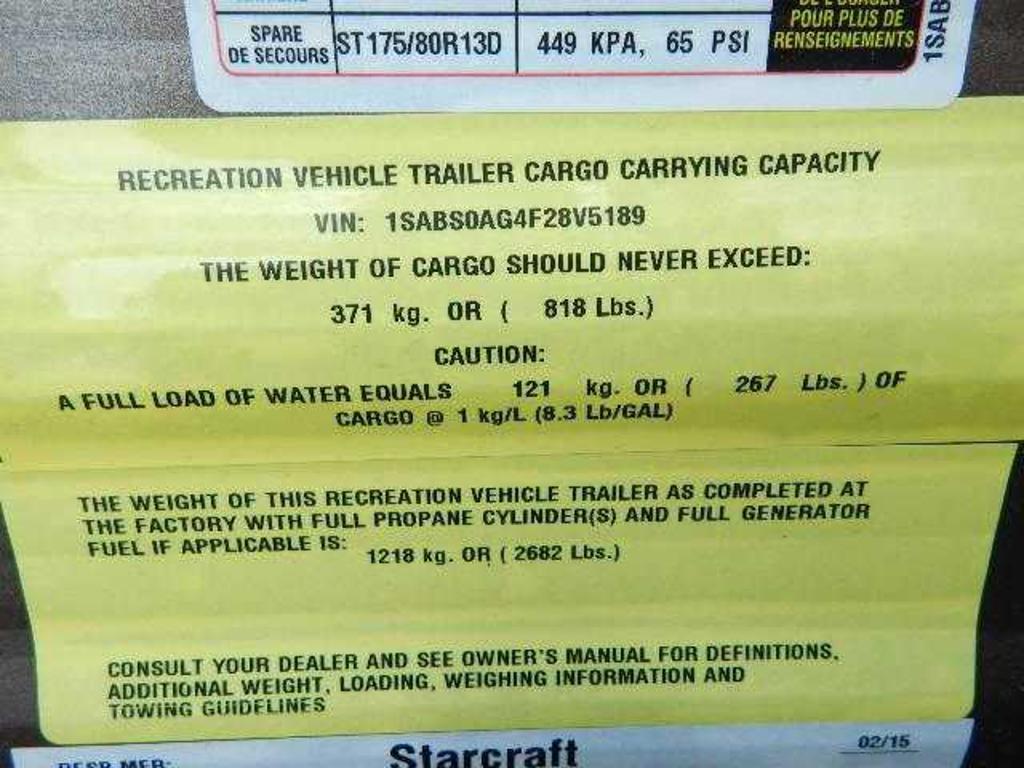 POUR PLUS DE
RENSEIGNEMENTS
SPARE
DE SECOURS
ST175/80R13D
449 KPA, 65 PSI
1SAB
RECREATION VEHICLE TRAILER CARGO CARRYING CAPACITY
VIN: 1SABS0AG4F28V5189
THE WEIGHT OF CARGO SHOULD NEVER EXCEED:
371 kg. OR ( 818 Lbs.)
CAUTION:
A FULL LOAD OF WATER EQUALS 121 kg. OR ( 267 Lbs. ) OF
CARGO @ 1 kg/L (8.3 Lb/GAL)
THE WEIGHT OF THIS RECREATION VEHICLE TRAILER AS COMPLETED AT
THE FACTORY WITH FULL PROPANE CYLINDER(S) AND FULL GENERATOR
FUEL IF APPLICABLE IS: 1218 kg. OR ( 2682 Lbs.)
CONSULT YOUR DEALER AND SEE OWNER'S MANUAL FOR DEFINITIONS,
ADDITIONAL WEIGHT, LOADING, WEIGHING INFORMATION AND
TOWING GUIDELINES
Starcraft 02/15